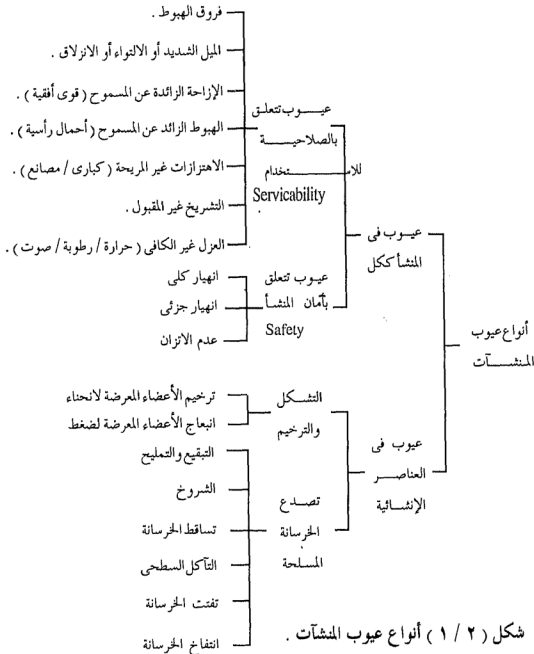 أنواع عيوب
المنشآت
عيوب فى
المنشأ ككل
عيوب تتعلق
بالصلاحية
للاستخدام
Servicability
فروق الهبوط .
الميل الشديد أو الالتواء أو الانزلاق .
الإزاحة الزائدة عن المسموح ( قوى أفقية ) .
الهبوط الزائد عن المسموح ( أحمال رأسية ) .
الاهتزازات غير المريحة ( كبارى / مصانع ) .
التشريخ غير المقبول .
العزل غير الكافى ( حرارة / رطوبة / صوت ) .
عيوب تتعلق
بأمان المنشأ
Safety
انهيار كلى
انهيار جزئى
عدم الاتزان
عيوب فى
العناصر
الإنشائية
التشكل
والترخيم
ترخيم الأعضاء المعرضة لانحناء
انبعاج الأعضاء المعرضة لضغط
تصدع
الخرسانة
المسلحة
التبقيع والتمليح
الشروخ
تساقط الخرسانة
التآكل السطحى
تفتت الخرسانة
انتفاخ الخرسانة
شكل ( ٢ / ١ ) أنواع عيوب المنشآت .